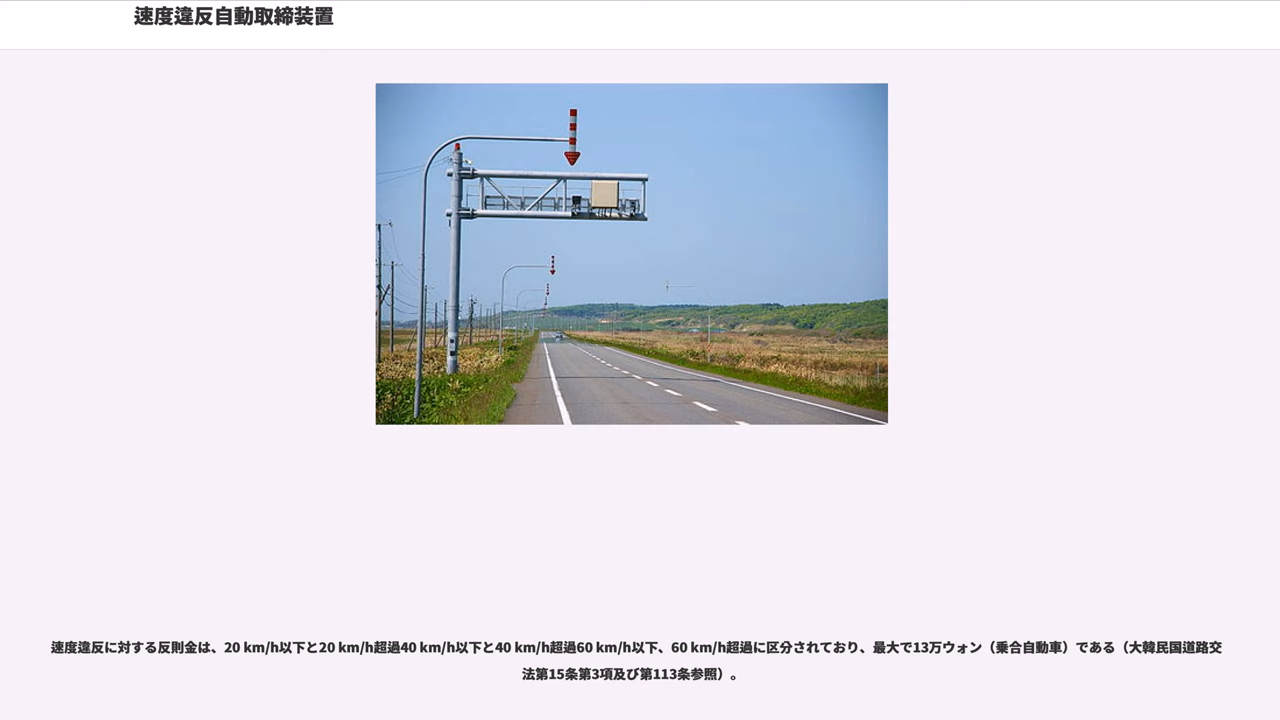 速度違反自動取締装置
速度違反に対する反則金は、20 km/h以下と20 km/h超過40 km/h以下と40 km/h超過60 km/h以下、60 km/h超過に区分されており、最大で13万ウォン（乗合自動車）である（大韓民国道路交
法第15条第3項及び第113条参照）。